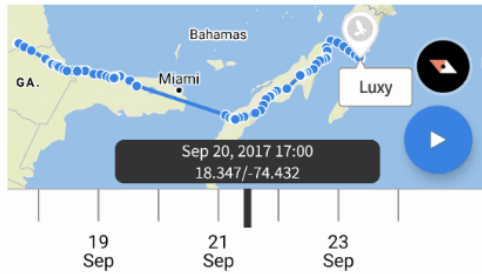 Bahamas
GA.
Miami
Luxy
Sep 20, 2017 17:00
18.347/-74.432
19
Sep
21
Sep
23
Sep